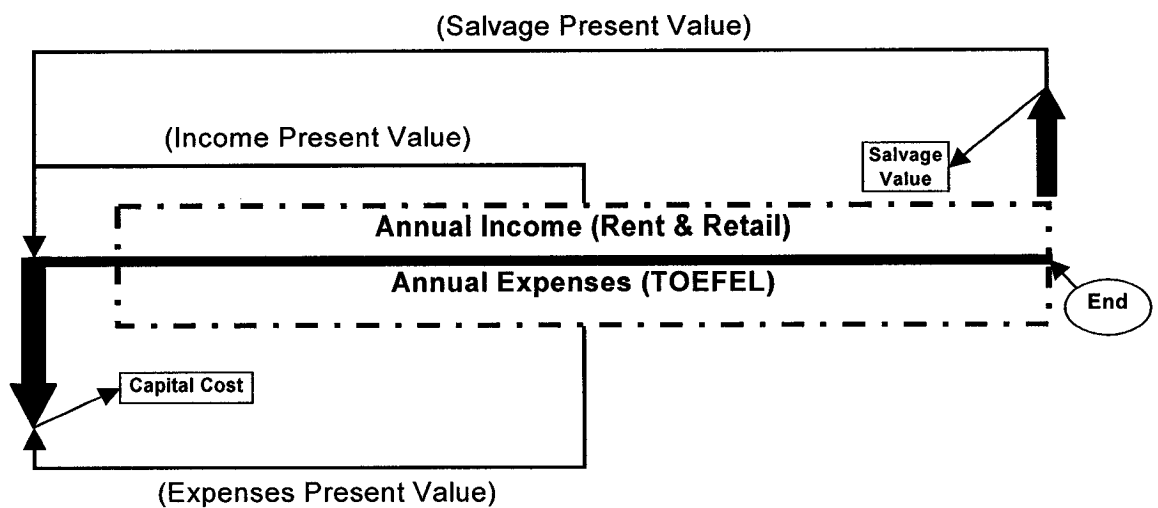 (Salvage Present Value)
(Income Present Value)
Salvage
Value
Annual Income (Rent & Retail)
Annual Expenses (TOEFEL)
End
Capital Cost
(Expenses Present Value)